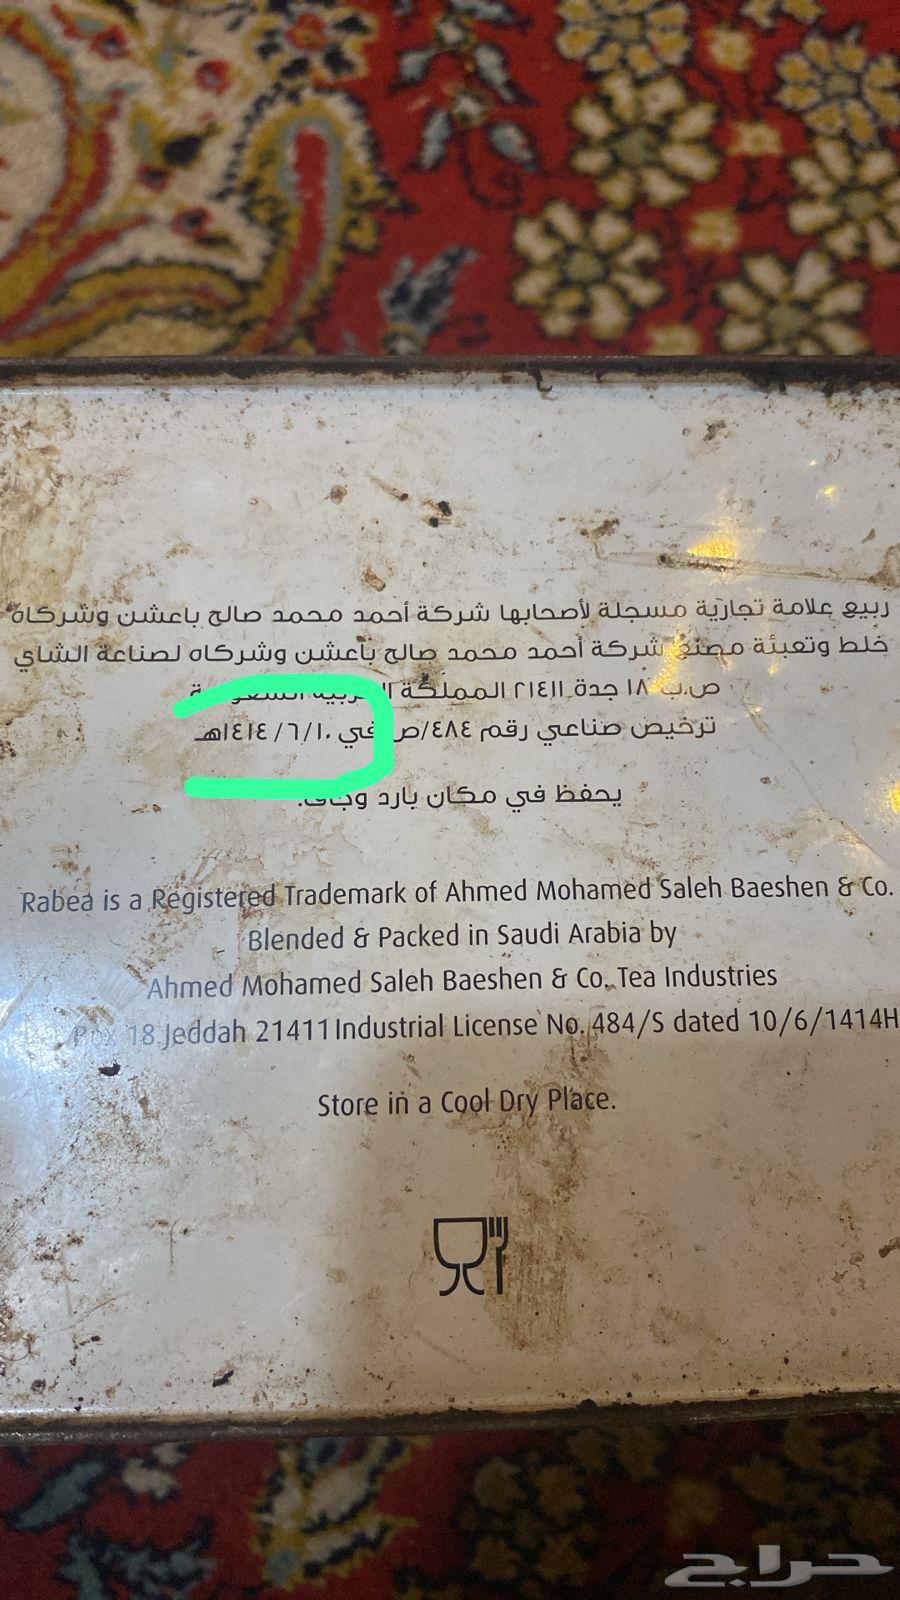 ربيع علامة تجارية مسجلة لأصحابها شركة أحمد محمد صالح باعشن وشركاه
خلط وتعبئة مصنع شركة أحمد محمد صالح باعشن وشركاه لصناعة الشاي
ص.ب ١٨ جدة ٢١٤١١ المملكة العربية السعودية
ترخيص صناعي رقم ٤٨٤/ص في ١٤١٤/٦/١٠هـ
يحفظ في مكان بارد وجاف.
Rabea is a Registered Trademark of Ahmed Mohamed Saleh Baeshen & Co.
Blended & Packed in Saudi Arabia by
Ahmed Mohamed Saleh Baeshen & Co. Tea Industries
Box 18 Jeddah 21411 Industrial License No. 484/S dated 10/6/1414H
Store in a Cool Dry Place.
حراج